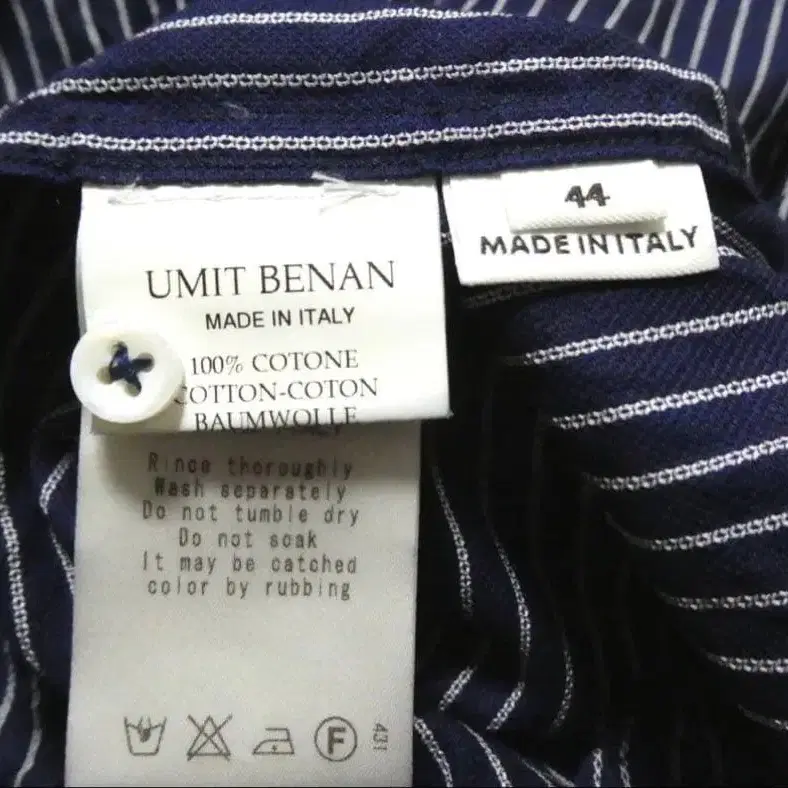 UMIT BENAN
MADE IN ITALY
100% COTONE
COTTON-COTON
BAUMWOLLE
44
MADE IN ITALY
Rince thoroughly
Wash separately
Do not tumble dry
Do not soak
It may be catched
color by rubbing
F
431